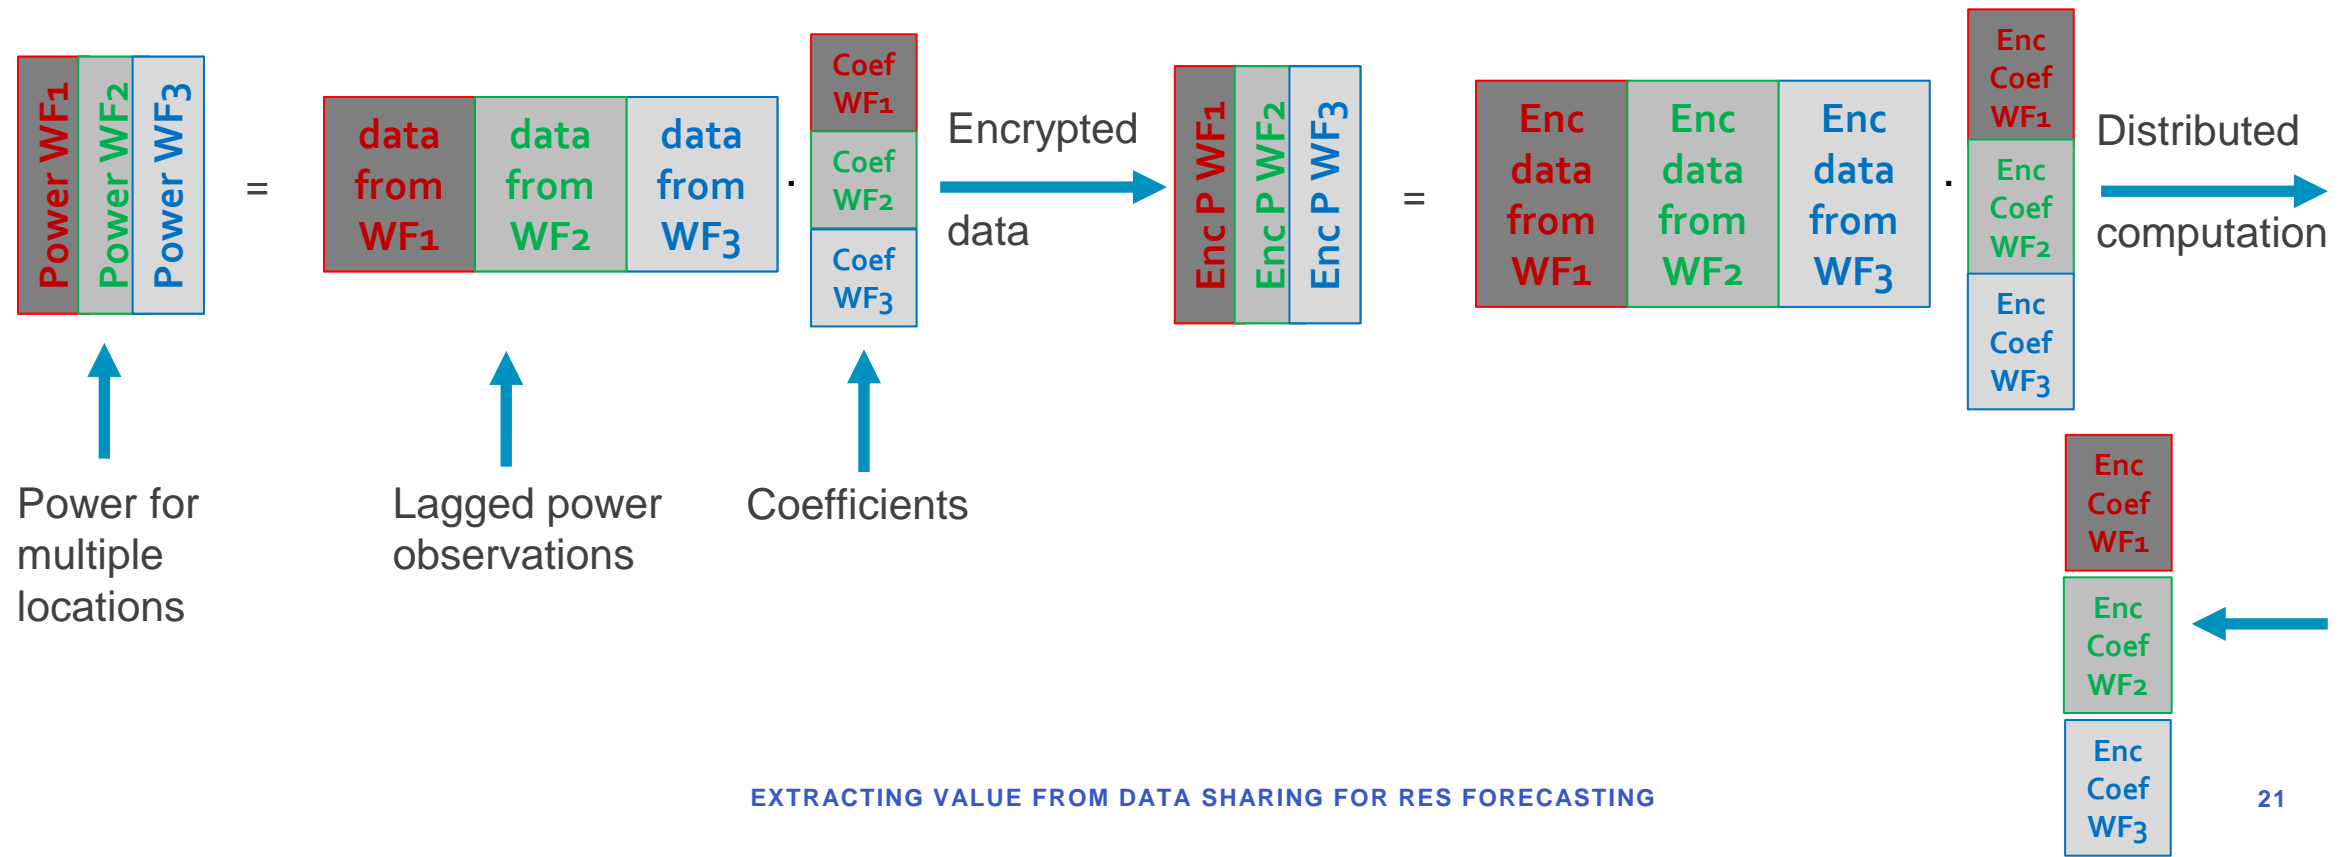 Power WF1
Power WF2
Power WF3
=
data
from
WF1
data
from
WF2
data
from
WF3
·
Coef
WF1
Coef
WF2
Coef
WF3
Encrypted
data
Enc P WF1
Enc P WF2
Enc P WF3
=
Enc
data
from
WF1
Enc
data
from
WF2
Enc
data
from
WF3
·
Enc
Coef
WF1
Enc
Coef
WF2
Enc
Coef
WF3
Distributed
computation
Power for
multiple
locations
Lagged power
observations
Coefficients
Enc
Coef
WF1
Enc
Coef
WF2
Enc
Coef
WF3
EXTRACTING VALUE FROM DATA SHARING FOR RES FORECASTING
21